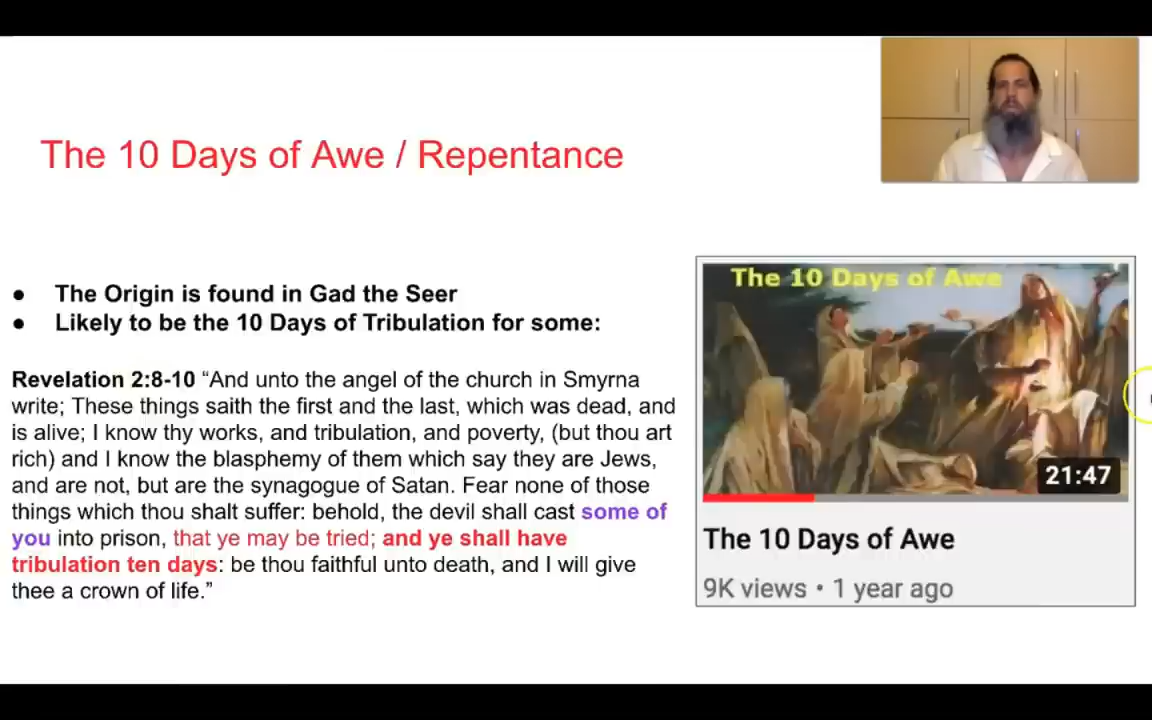 The 10 Days of Awe / Repentance
● The Origin is found in Gad the Seer
● Likely to be the 10 Days of Tribulation for some:
Revelation 2:8-10 “And unto the angel of the church in Smyrna
write; These things saith the first and the last, which was dead, and
is alive; I know thy works, and tribulation, and poverty, (but thou art
rich) and I know the blasphemy of them which say they are Jews,
and are not, but are the synagogue of Satan. Fear none of those
things which thou shalt suffer: behold, the devil shall cast some of
you into prison, that ye may be tried; and ye shall have
tribulation ten days: be thou faithful unto death, and I will give
thee a crown of life.”
The 10 Days of Awe
21:47
The 10 Days of Awe
9K views • 1 year ago